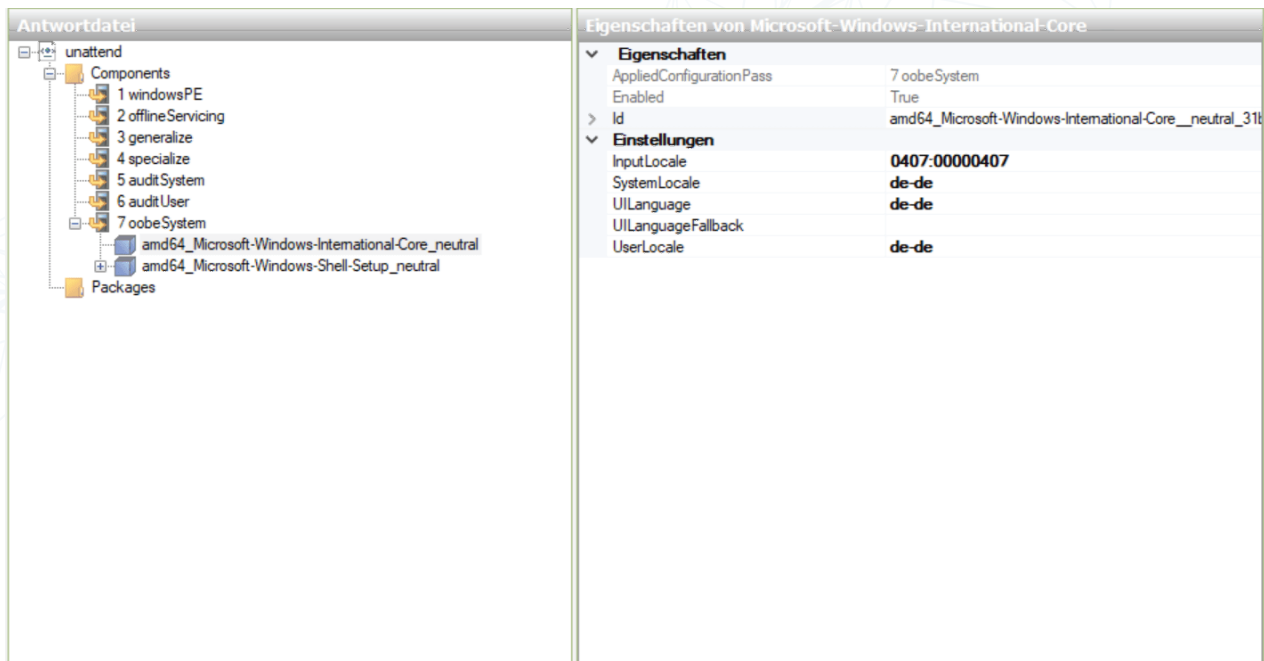 Antwortdatei
unattend
Components
1 windowsPE
2 offlineServicing
3 generalize
4 specialize
5 auditSystem
6 auditUser
7 oobeSystem
amd64_Microsoft-Windows-International-Core_neutral
amd64_Microsoft-Windows-Shell-Setup_neutral
Packages
Eigenschaften von Microsoft-Windows-International-Core
Eigenschaften
AppliedConfigurationPass 7 oobeSystem
Enabled True
Id amd64_Microsoft-Windows-International-Core__neutral_31b
Einstellungen
InputLocale 0407:00000407
SystemLocale de-de
UILanguage de-de
UILanguageFallback
UserLocale de-de